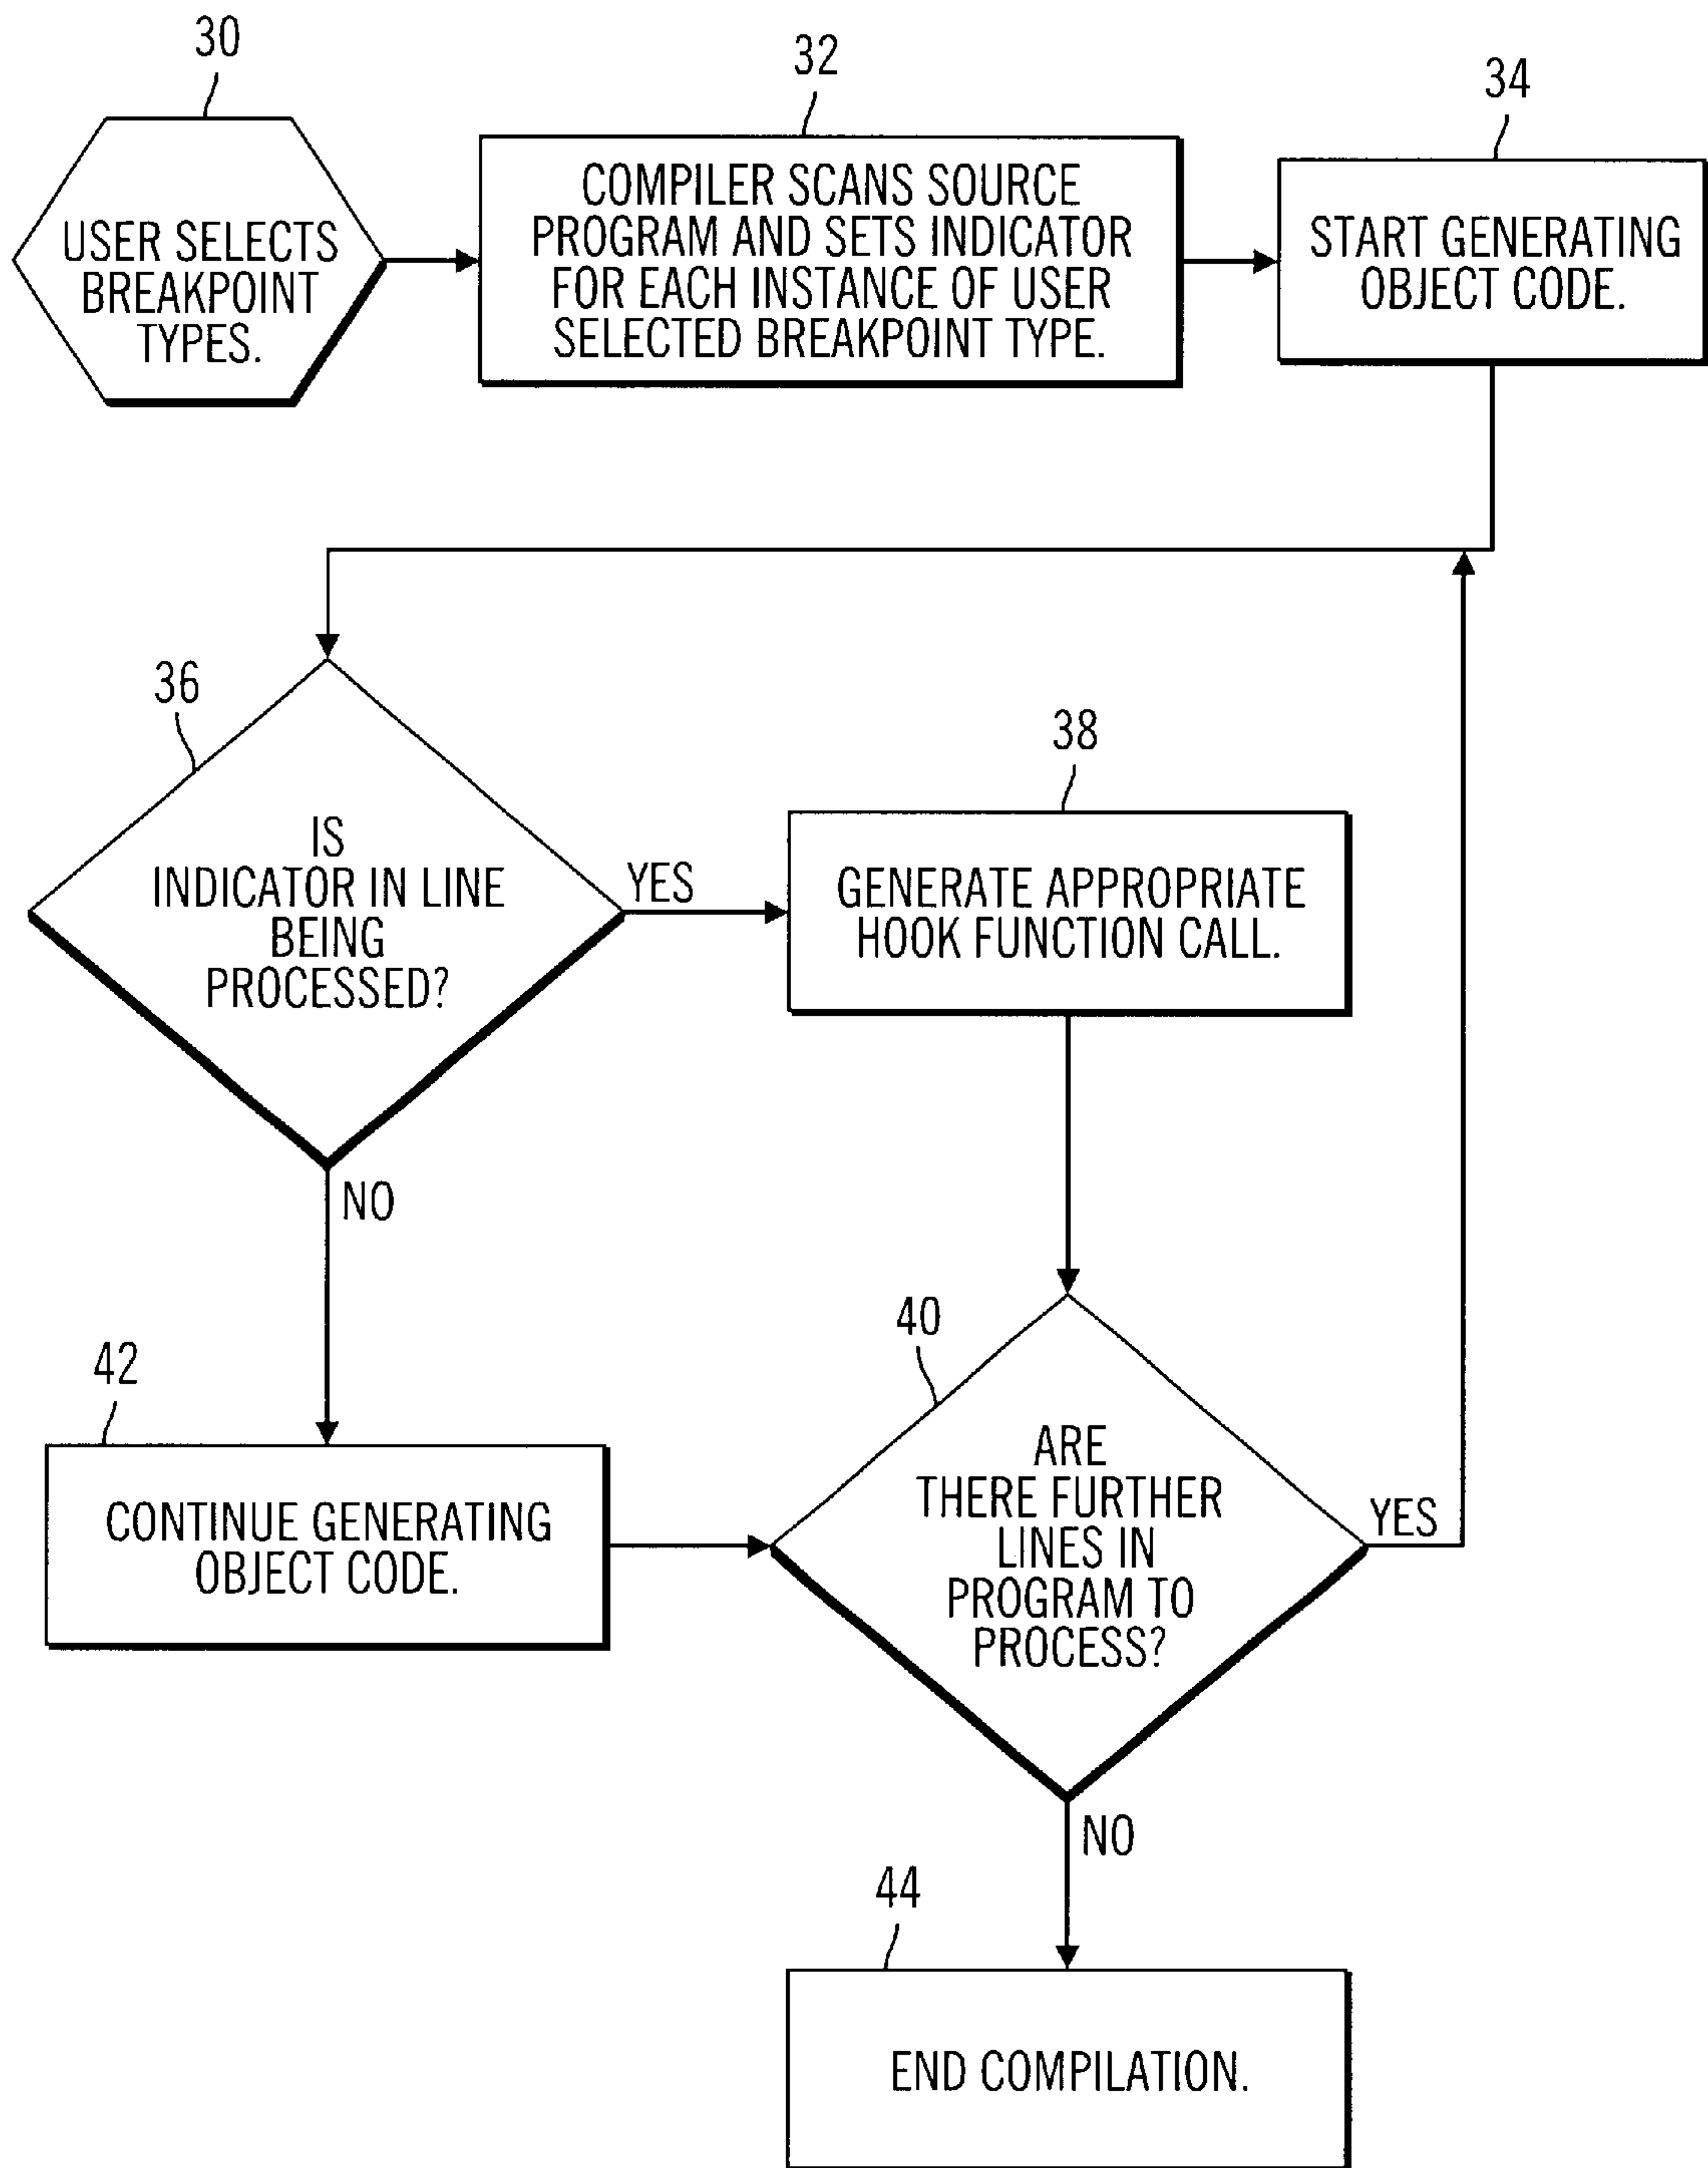 30
USER SELECTS
BREAKPOINT
TYPES.
32
COMPILER SCANS SOURCE
PROGRAM AND SETS INDICATOR
FOR EACH INSTANCE OF USER
SELECTED BREAKPOINT TYPE.
34
START GENERATING
OBJECT CODE.
36
IS
INDICATOR IN LINE
BEING
PROCESSED?
YES
NO
38
GENERATE APPROPRIATE
HOOK FUNCTION CALL.
42
CONTINUE GENERATING
OBJECT CODE.
40
ARE
THERE FURTHER
LINES IN
PROGRAM TO
PROCESS?
YES
NO
44
END COMPILATION.